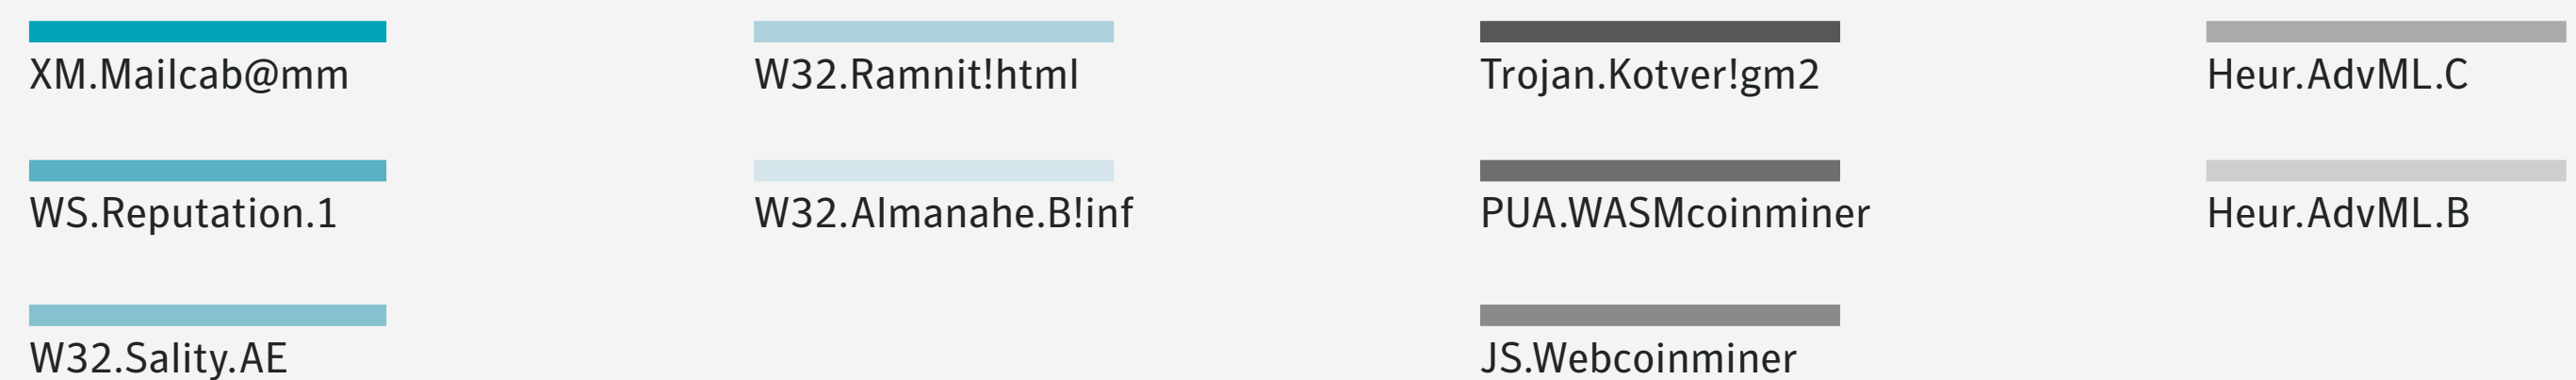 XM.Mailcab@mm
W32.Ramnit!html
Trojan.Kotver!gm2
Heur.AdvML.C
WS.Reputation.1
W32.Almanahe.B!inf
PUA.WASMcoinminer
Heur.AdvML.B
W32.Sality.AE
JS.Webcoinminer